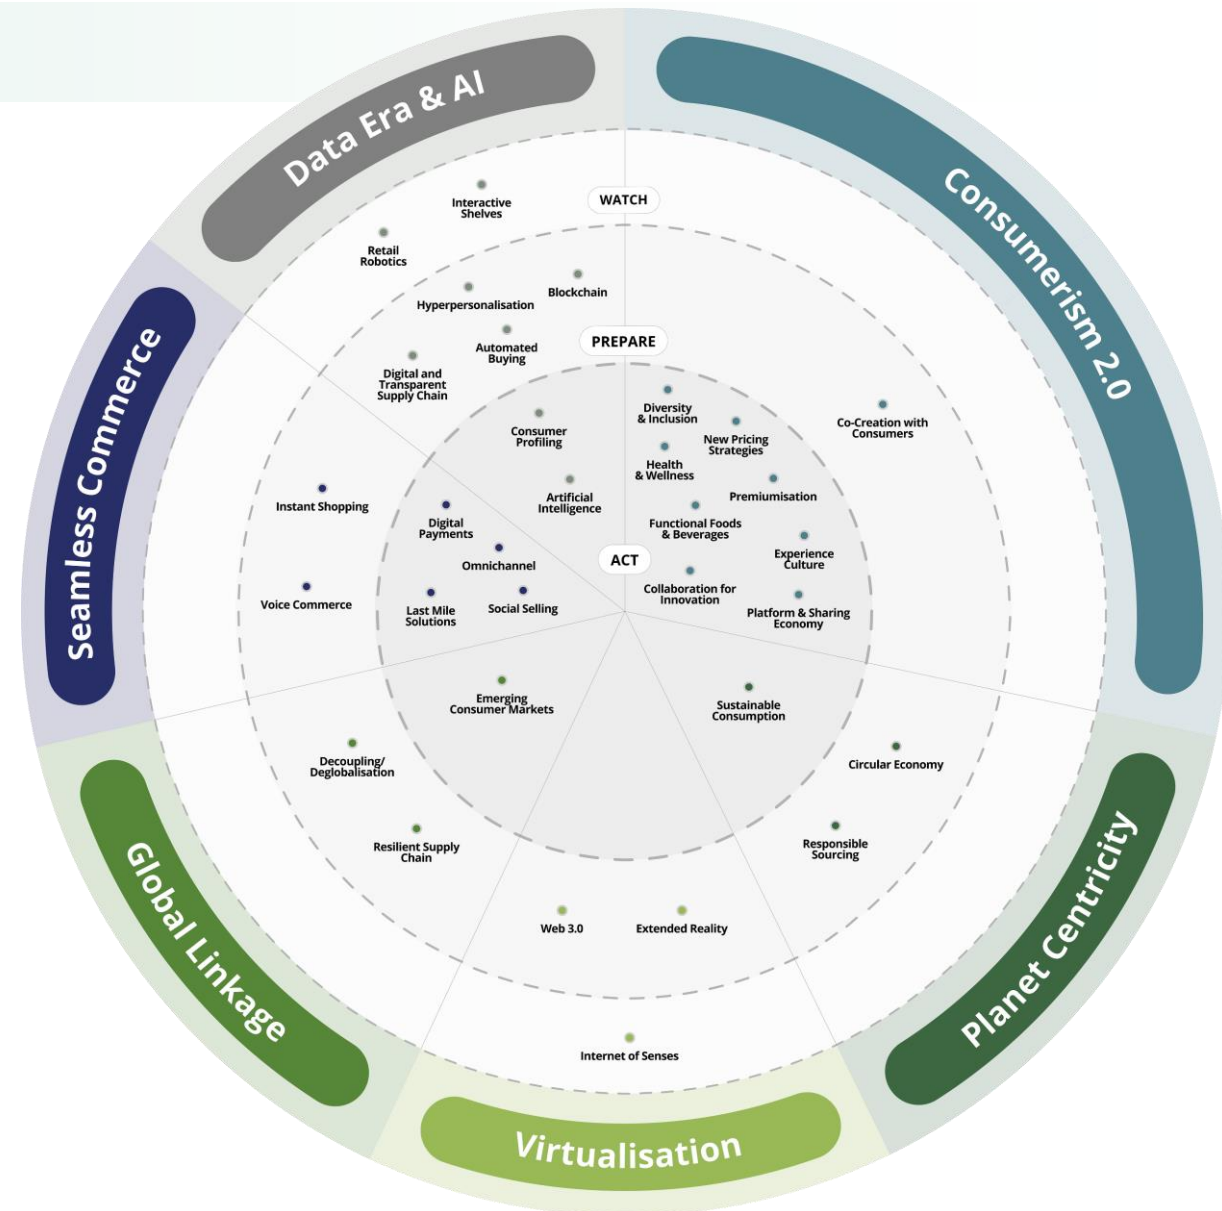 Data Era & AI
Consumerism 2.0
Seamless Commerce
Global Linkage
Virtualisation
Planet Centricity
WATCH
PREPARE
ACT
Interactive
Shelves
Retail
Robotics
Hyperpersonalisation
Blockchain
Automated
Buying
Digital and
Transparent
Supply Chain
Consumer
Profiling
Artificial
Intelligence
Diversity
& Inclusion
New Pricing
Strategies
Health
& Wellness
Premiumisation
Functional Foods
& Beverages
Experience
Culture
Collaboration for
Innovation
Platform & Sharing
Economy
Co-Creation with
Consumers
Instant Shopping
Voice Commerce
Digital
Payments
Omnichannel
Last Mile
Solutions
Social Selling
Emerging
Consumer Markets
Decoupling/
Deglobalisation
Resilient Supply
Chain
Sustainable
Consumption
Circular Economy
Responsible
Sourcing
Web 3.0
Extended Reality
Internet of Senses